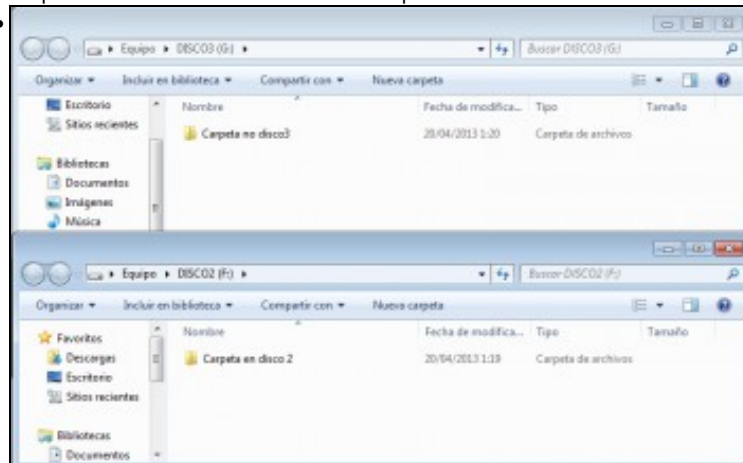 Equipo ▸ DISCO3 (G:) ▸ Buscar DISCO3 (G:)
Organizar Incluir en biblioteca Compartir con Nueva carpeta
Escritorio Nombre Fecha de modifica... Tipo Tamaño
Sitios recientes
Carpeta no disco3 20/04/2013 1:20 Carpeta de archivos
Bibliotecas
Documentos
Imágenes
Música
Equipo ▸ DISCO2 (F:) ▸ Buscar DISCO2 (F:)
Organizar Incluir en biblioteca Compartir con Nueva carpeta
Favoritos Nombre Fecha de modifica... Tipo Tamaño
Descargas Carpeta en disco 2 20/04/2013 1:19 Carpeta de archivos
Escritorio
Sitios recientes
Bibliotecas
Documentos